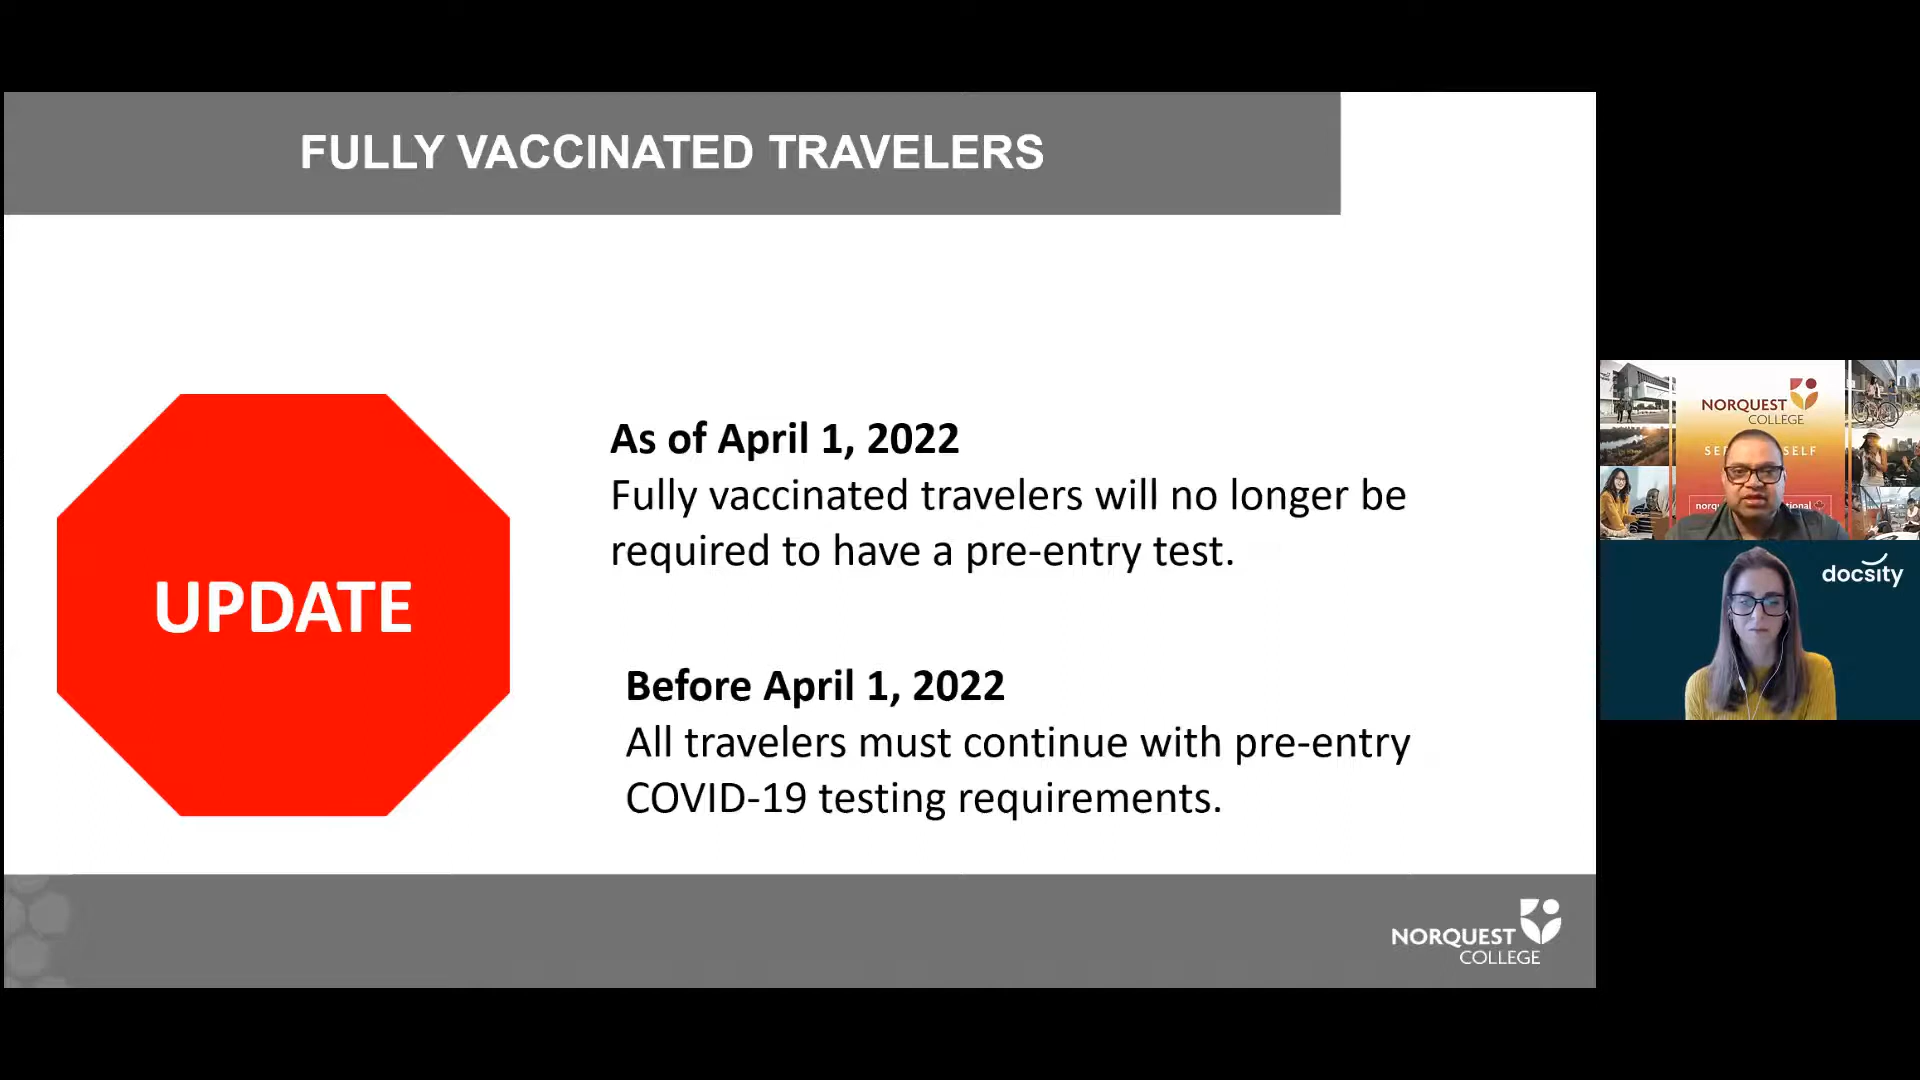 FULLY VACCINATED TRAVELERS
UPDATE
As of April 1, 2022
Fully vaccinated travelers will no longer be
required to have a pre-entry test.
Before April 1, 2022
All travelers must continue with pre-entry
COVID-19 testing requirements.
NORQUEST
COLLEGE
NORQUEST
COLLEGE
docsity